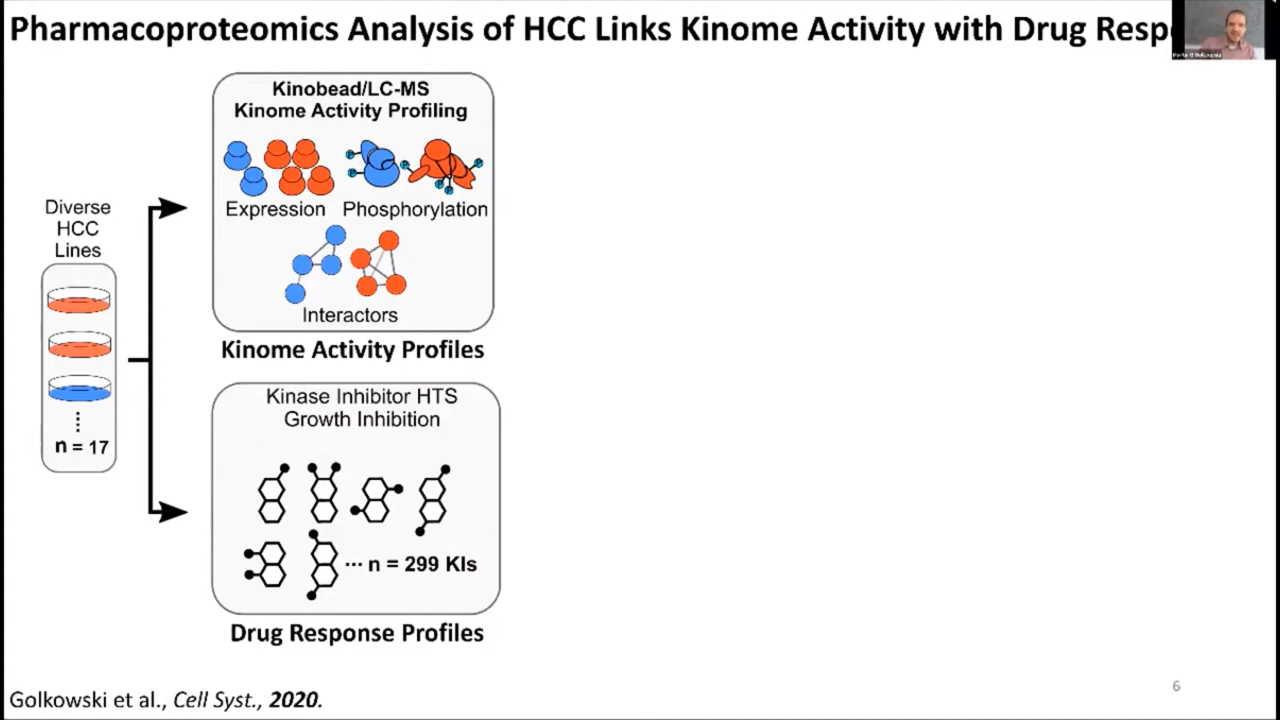 Pharmacoproteomics Analysis of HCC Links Kinome Activity with Drug Resp
Kinobead/LC-MS
Kinome Activity Profiling
Expression
Phosphorylation
Interactors
Kinome Activity Profiles
Diverse
HCC
Lines
n = 17
Kinase Inhibitor HTS
Growth Inhibition
··· n = 299 KIs
Drug Response Profiles
Golkowski et al., Cell Syst., 2020.
6